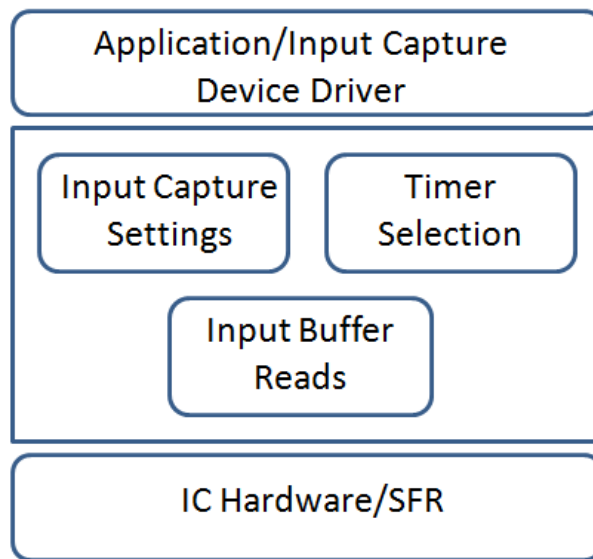 Application/Input Capture
Device Driver
Input Capture
Settings
Timer
Selection
Input Buffer
Reads
IC Hardware/SFR